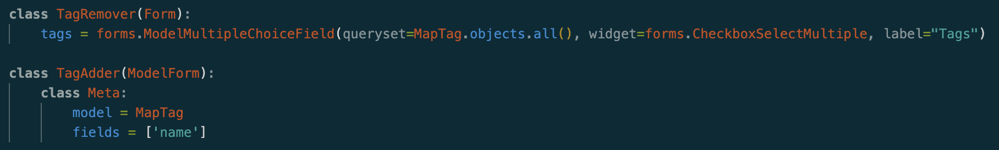 class TagRemover(Form):
    tags = forms.ModelMultipleChoiceField(queryset=MapTag.objects.all(), widget=forms.CheckboxSelectMultiple, label="Tags")

class TagAdder(ModelForm):
    class Meta:
        model = MapTag
        fields = ['name']